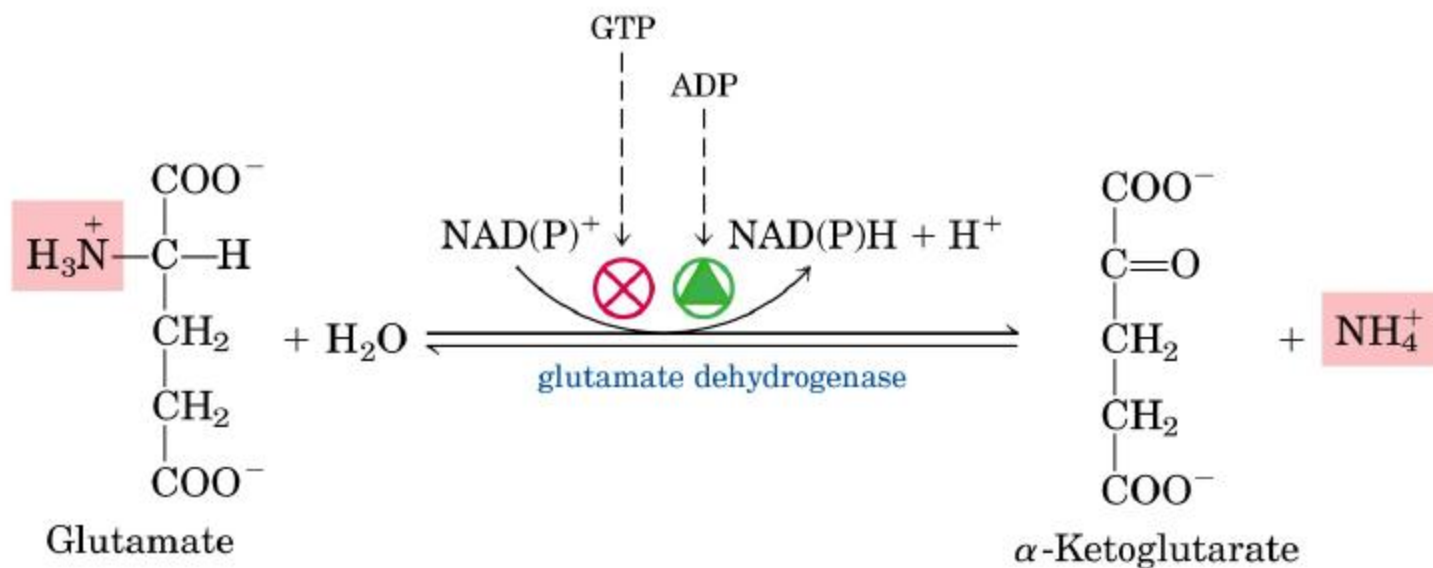 GTP
ADP
COO⁻
H₃N⁺—C—H
CH₂
CH₂
COO⁻
Glutamate
+ H₂O
NAD(P)⁺
NAD(P)H + H⁺
glutamate dehydrogenase
COO⁻
C=O
CH₂
CH₂
COO⁻
α-Ketoglutarate
+ NH₄⁺